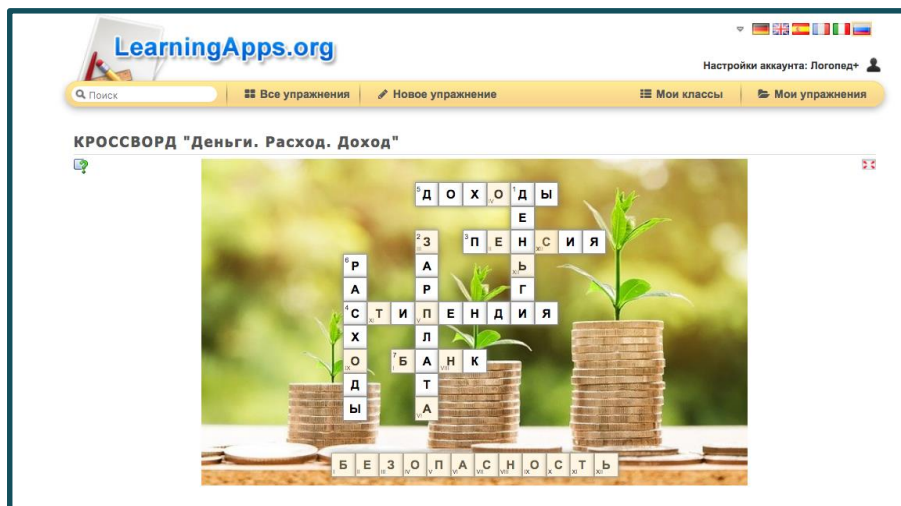 LearningApps.org
Настройки аккаунта: Логопед+
Поиск
Все упражнения
Новое упражнение
Мои классы
Мои упражнения
КРОССВОРД "Деньги. Расход. Доход"
ДОХОДЫ
ДЕНЬГИ
ЗАРПЛАТА
ПЕНСИЯ
РАСХОДЫ
СТИПЕНДИЯ
БАНК
БЕЗОПАСНОСТЬ